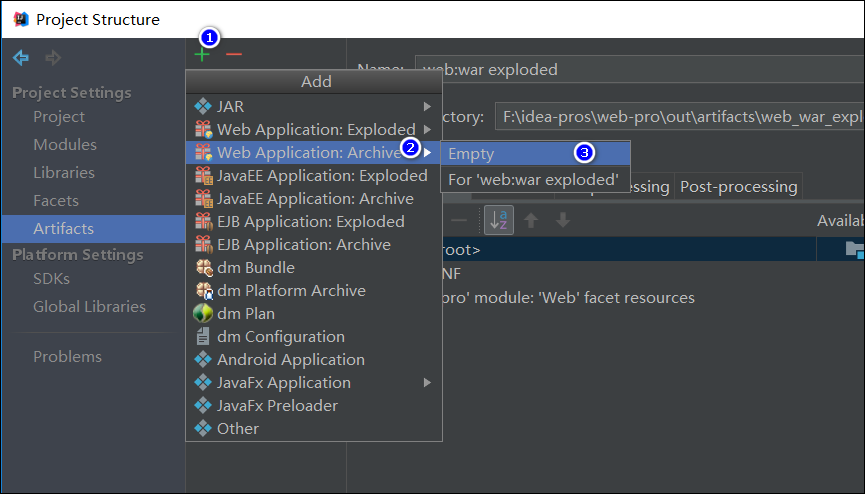 Project Structure
Project Settings
Project
Modules
Libraries
Facets
Artifacts
Platform Settings
SDKs
Global Libraries
Problems
1
Add
JAR
Web Application: Exploded
Web Application: Archive
2
JavaEE Application: Exploded
JavaEE Application: Archive
EJB Application: Exploded
EJB Application: Archive
dm Bundle
dm Platform Archive
dm Plan
dm Configuration
Android Application
JavaFx Application
JavaFx Preloader
Other
Empty
3
For 'web:war exploded'
Name: web:war exploded
ctory: F:\idea-pros\web-pro\out\artifacts\web_war_expl
essing Post-processing
a z
Availab
root>
NF
pro' module: 'Web' facet resources